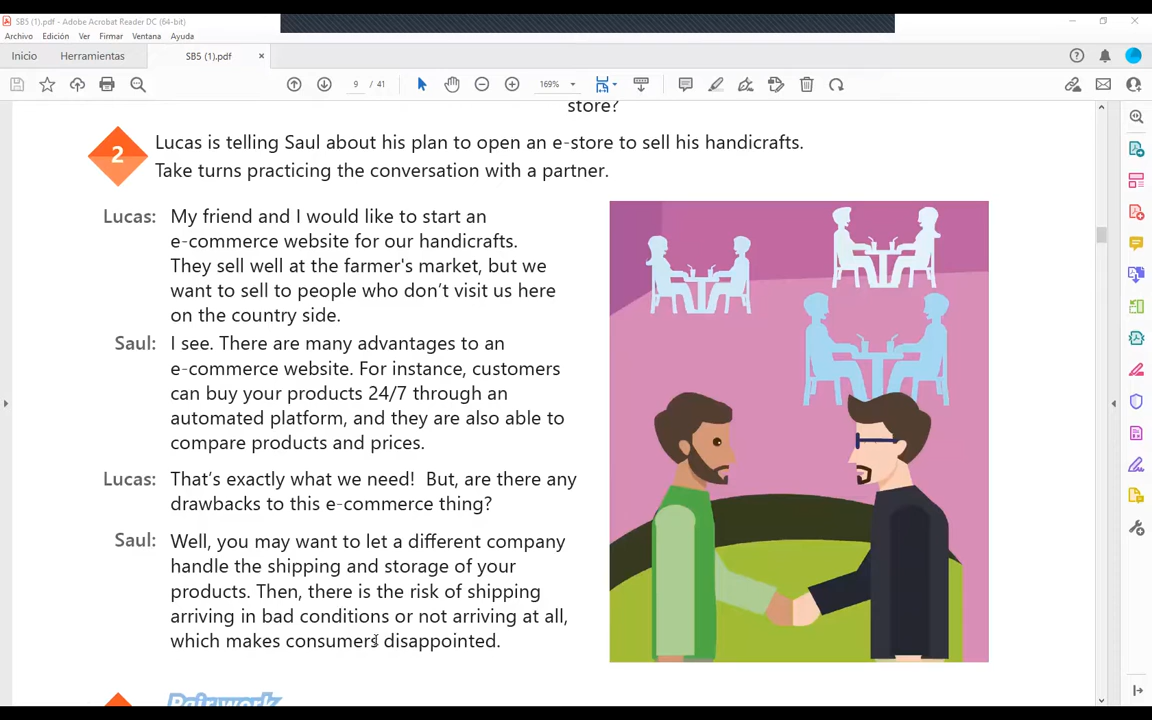 SB5 (1).pdf - Adobe Acrobat Reader DC (64-bit)
Archivo Edición Ver Firmar Ventana Ayuda
Inicio Herramientas SB5 (1).pdf
9 / 41 169%
store?
2
Lucas is telling Saul about his plan to open an e-store to sell his handicrafts.
Take turns practicing the conversation with a partner.
Lucas: My friend and I would like to start an
e-commerce website for our handicrafts.
They sell well at the farmer's market, but we
want to sell to people who don't visit us here
on the country side.
Saul: I see. There are many advantages to an
e-commerce website. For instance, customers
can buy your products 24/7 through an
automated platform, and they are also able to
compare products and prices.
Lucas: That's exactly what we need! But, are there any
drawbacks to this e-commerce thing?
Saul: Well, you may want to let a different company
handle the shipping and storage of your
products. Then, there is the risk of shipping
arriving in bad conditions or not arriving at all,
which makes consumers disappointed.
Pair work